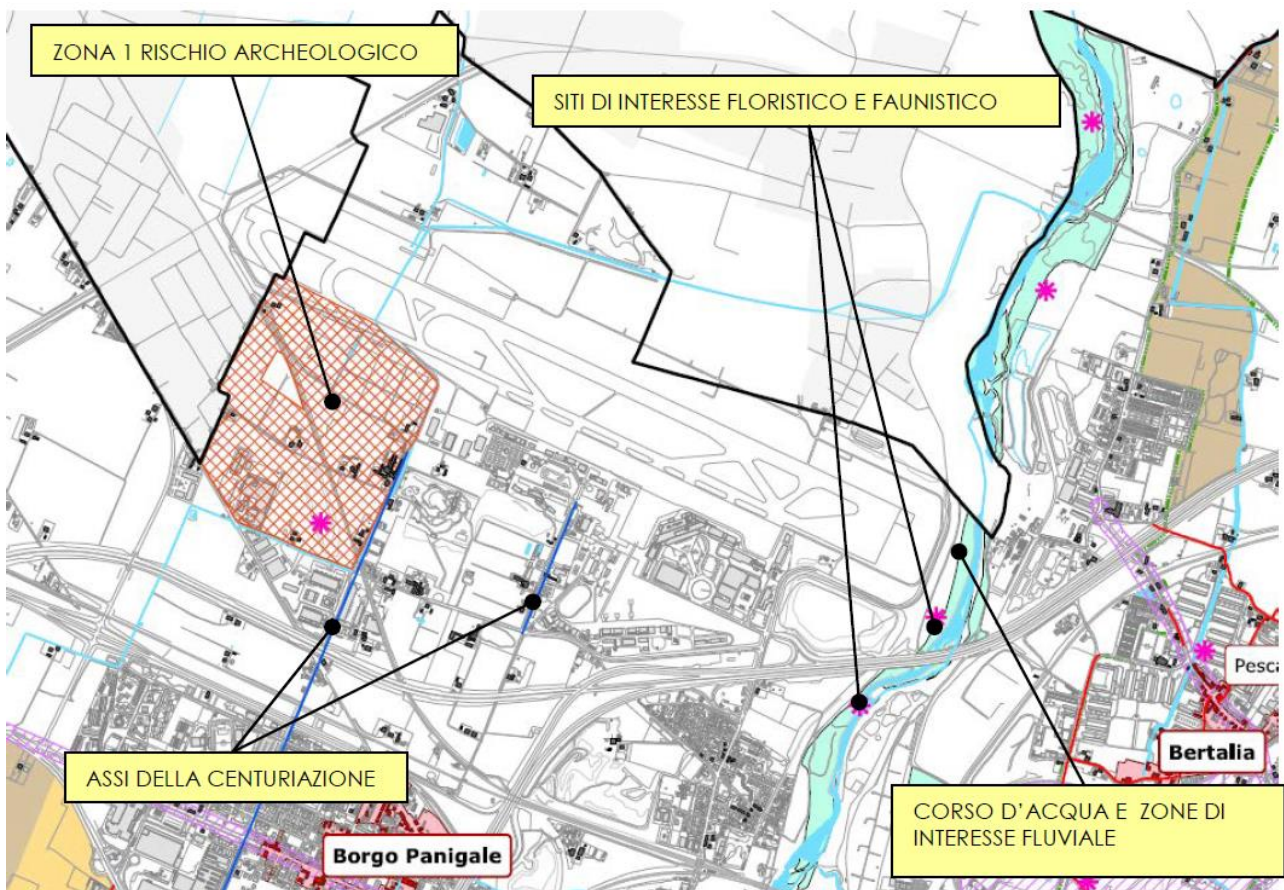 ZONA 1 RISCHIO ARCHEOLOGICO
SITI DI INTERESSE FLORISTICO E FAUNISTICO
Pesca
Bertalia
ASSI DELLA CENTURIAZIONE
CORSO D'ACQUA E ZONE DI
INTERESSE FLUVIALE
Borgo Panigale